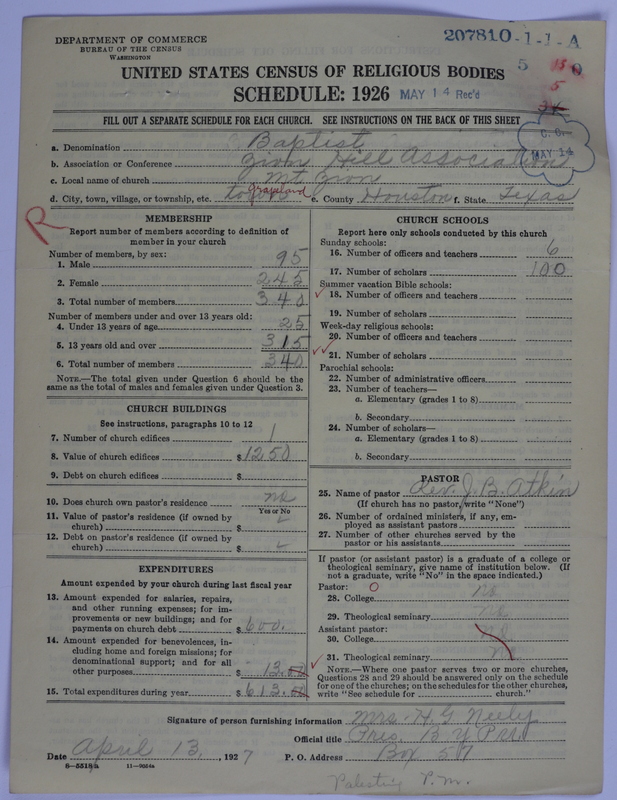 207810-1-1-A
DEPARTMENT OF COMMERCE
BUREAU OF THE CENSUS
WASHINGTON
5 13 0
5
UNITED STATES CENSUS OF RELIGIOUS BODIES
SCHEDULE: 1926 MAY 14 Rec'd
34
FILL OUT A SEPARATE SCHEDULE FOR EACH CHURCH. SEE INSTRUCTIONS ON THE BACK OF THIS SHEET
C. C.
MAY 14
a. Denomination Baptist
b. Association or Conference Zion Hill Association
c. Local name of church Mt Zion
Grapeland
d. City, town, village, or township, etc. e. County Houston f. State Texas
R
MEMBERSHIP
Report number of members according to definition of
member in your church
Number of members, by sex:
1. Male 95
2. Female 245
3. Total number of members 340
Number of members under and over 13 years old:
4. Under 13 years of age 25
5. 13 years old and over 315
6. Total number of members 340
NOTE.—The total given under Question 6 should be
the same as the total of males and females given under Question 3.
CHURCH BUILDINGS
See instructions, paragraphs 10 to 12
7. Number of church edifices 1
8. Value of church edifices $1250
9. Debt on church edifices $
10. Does church own pastor's residence no
Yes or No
11. Value of pastor's residence (if owned by
church) $
12. Debt on pastor's residence (if owned by
church) $
EXPENDITURES
Amount expended by your church during last fiscal year
13. Amount expended for salaries, repairs,
and other running expenses; for im-
provements or new buildings; and for
payments on church debt $600.
14. Amount expended for benevolences, in-
cluding home and foreign missions; for
denominational support; and for all
other purposes 13.00
15. Total expenditures during year $613.00
CHURCH SCHOOLS
Report here only schools conducted by this church
Sunday schools:
16. Number of officers and teachers 6
17. Number of scholars 100
Summer vacation Bible schools:
18. Number of officers and teachers
19. Number of scholars
Week-day religious schools:
20. Number of officers and teachers
21. Number of scholars
Parochial schools:
22. Number of administrative officers
23. Number of teachers—
a. Elementary (grades 1 to 8)
b. Secondary
24. Number of scholars—
a. Elementary (grades 1 to 8)
b. Secondary
PASTOR
25. Name of pastor Rev. J. B. Atkin
(If church has no pastor, write "None")
26. Number of ordained ministers, if any, em-
ployed as assistant pastors
27. Number of other churches served by the
pastor or his assistants
If pastor (or assistant pastor) is a graduate of a college or
theological seminary, give name of institution below. (If
not a graduate, write "No" in the space indicated.)
Pastor: O
28. College No
29. Theological seminary No
Assistant pastor:
30. College
31. Theological seminary No
NOTE.—Where one pastor serves two or more churches,
Questions 28 and 29 should be answered only on the schedule
for one of the churches; on the schedules for the other churches,
write "See schedule for church."
Signature of person furnishing information Mrs. H. G. Neely
Official title Pres. B. Y. P. U.
Date April 13, 1927 P. O. Address Box 57
8—5518a 11—9024a
Palestine